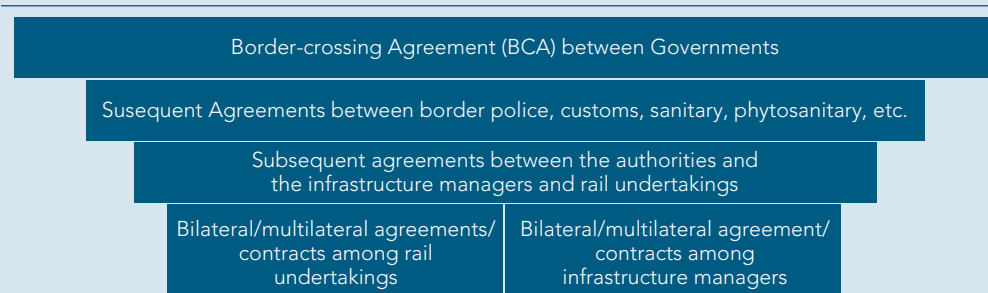 Border-crossing Agreement (BCA) between Governments
Susequent Agreements between border police, customs, sanitary, phytosanitary, etc.
Subsequent agreements between the authorities and
the infrastructure managers and rail undertakings
Bilateral/multilateral agreements/
contracts among rail
undertakings
Bilateral/multilateral agreement/
contracts among
infrastructure managers